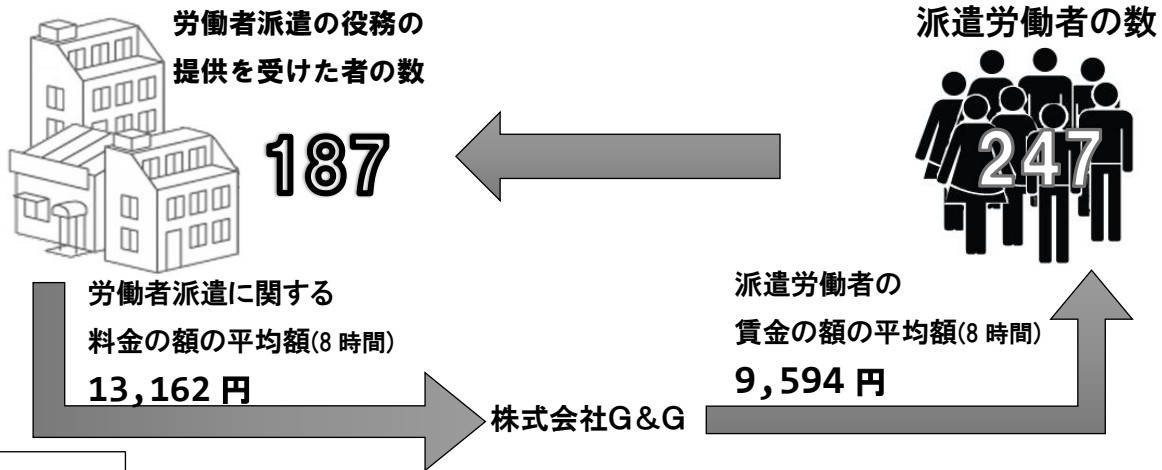 労働者派遣の役務の
提供を受けた者の数
187
派遣労働者の数
247
労働者派遣に関する
料金の額の平均額(8 時間)
13,162 円
派遣労働者の
賃金の額の平均額(8 時間)
9,594 円
株式会社G&G